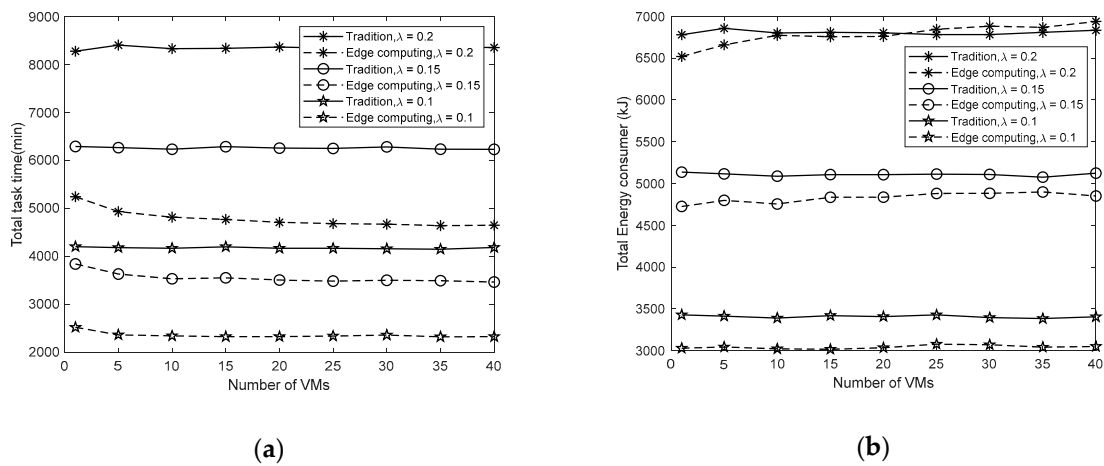 9000
8000
7000
6000
5000
4000
3000
2000
Total task time(min)
Tradition,λ = 0.2
Edge computing,λ = 0.2
Tradition,λ = 0.15
Edge computing,λ = 0.15
Tradition,λ = 0.1
Edge computing,λ = 0.1
0 5 10 15 20 25 30 35 40
Number of VMs
(a)
7000
6500
7000
6000
5500
5000
4500
4000
3500
3000
Total Energy consumer (kJ)
Tradition,λ = 0.2
Edge computing,λ = 0.2
Tradition,λ = 0.15
Edge computing,λ = 0.15
Tradition,λ = 0.1
Edge computing,λ = 0.1
0 5 10 15 20 25 30 35 40
Number of VMs
(b)